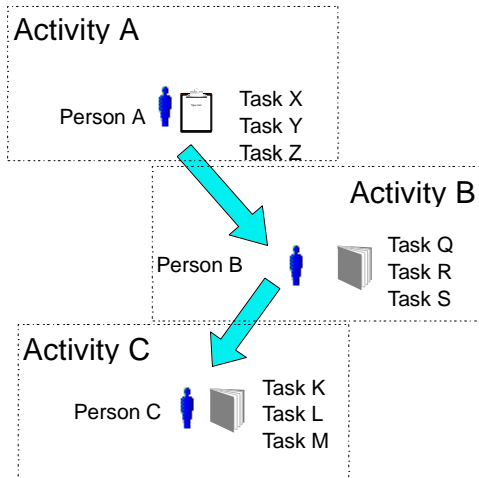 Activity A
Person A
Task X
Task Y
Task Z
Activity B
Person B
Task Q
Task R
Task S
Activity C
Person C
Task K
Task L
Task M